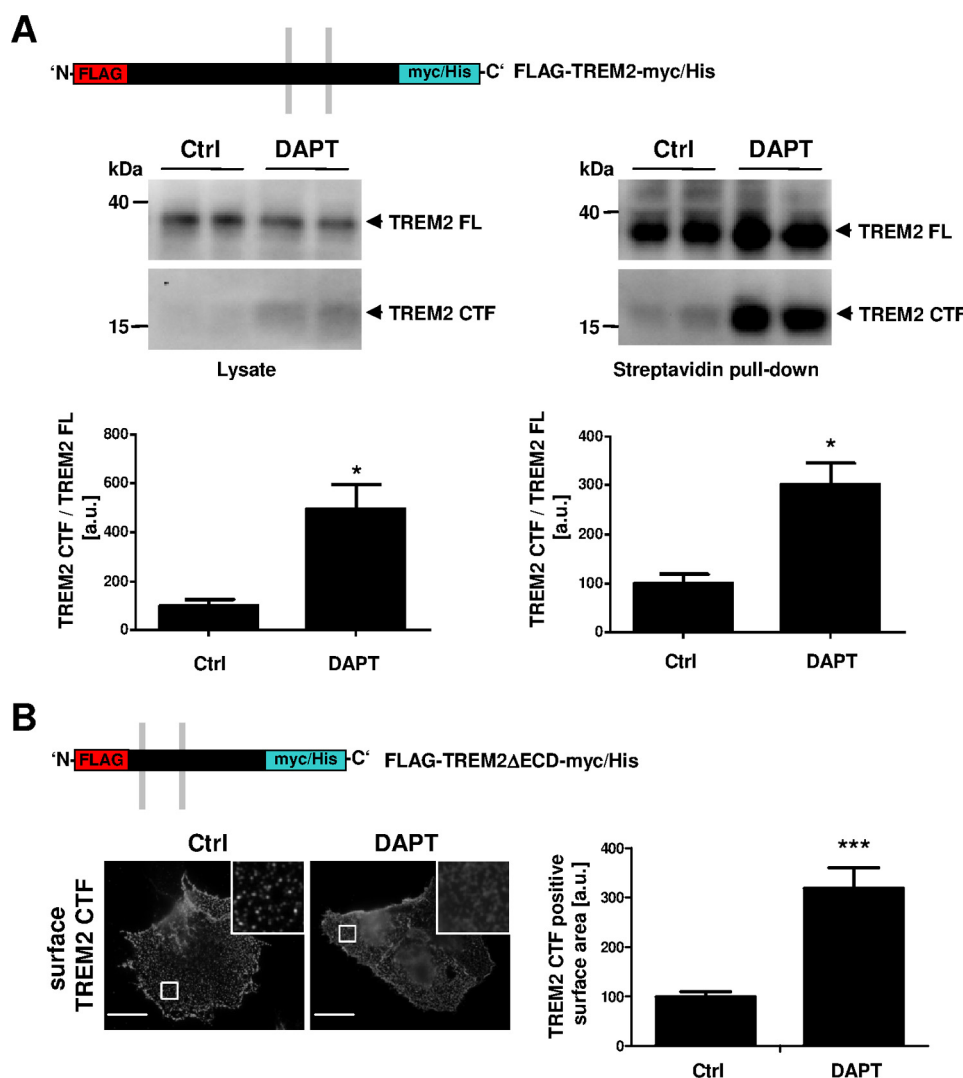 A
'N- FLAG myc/His -C' FLAG-TREM2-myc/His
Ctrl DAPT
kDa
40
TREM2 FL
TREM2 CTF
15
Lysate
Ctrl DAPT
kDa
40
TREM2 FL
TREM2 CTF
15
Streptavidin pull-down
TREM2 CTF / TREM2 FL
[a.u.]
800
600
400
200
0
*
Ctrl DAPT
TREM2 CTF / TREM2 FL
[a.u.]
400
300
200
100
0
*
Ctrl DAPT
B
'N- FLAG myc/His -C' FLAG-TREM2ΔECD-myc/His
Ctrl DAPT
surface
TREM2 CTF
TREM2 CTF positive
surface area [a.u.]
400
300
200
100
0
***
Ctrl DAPT